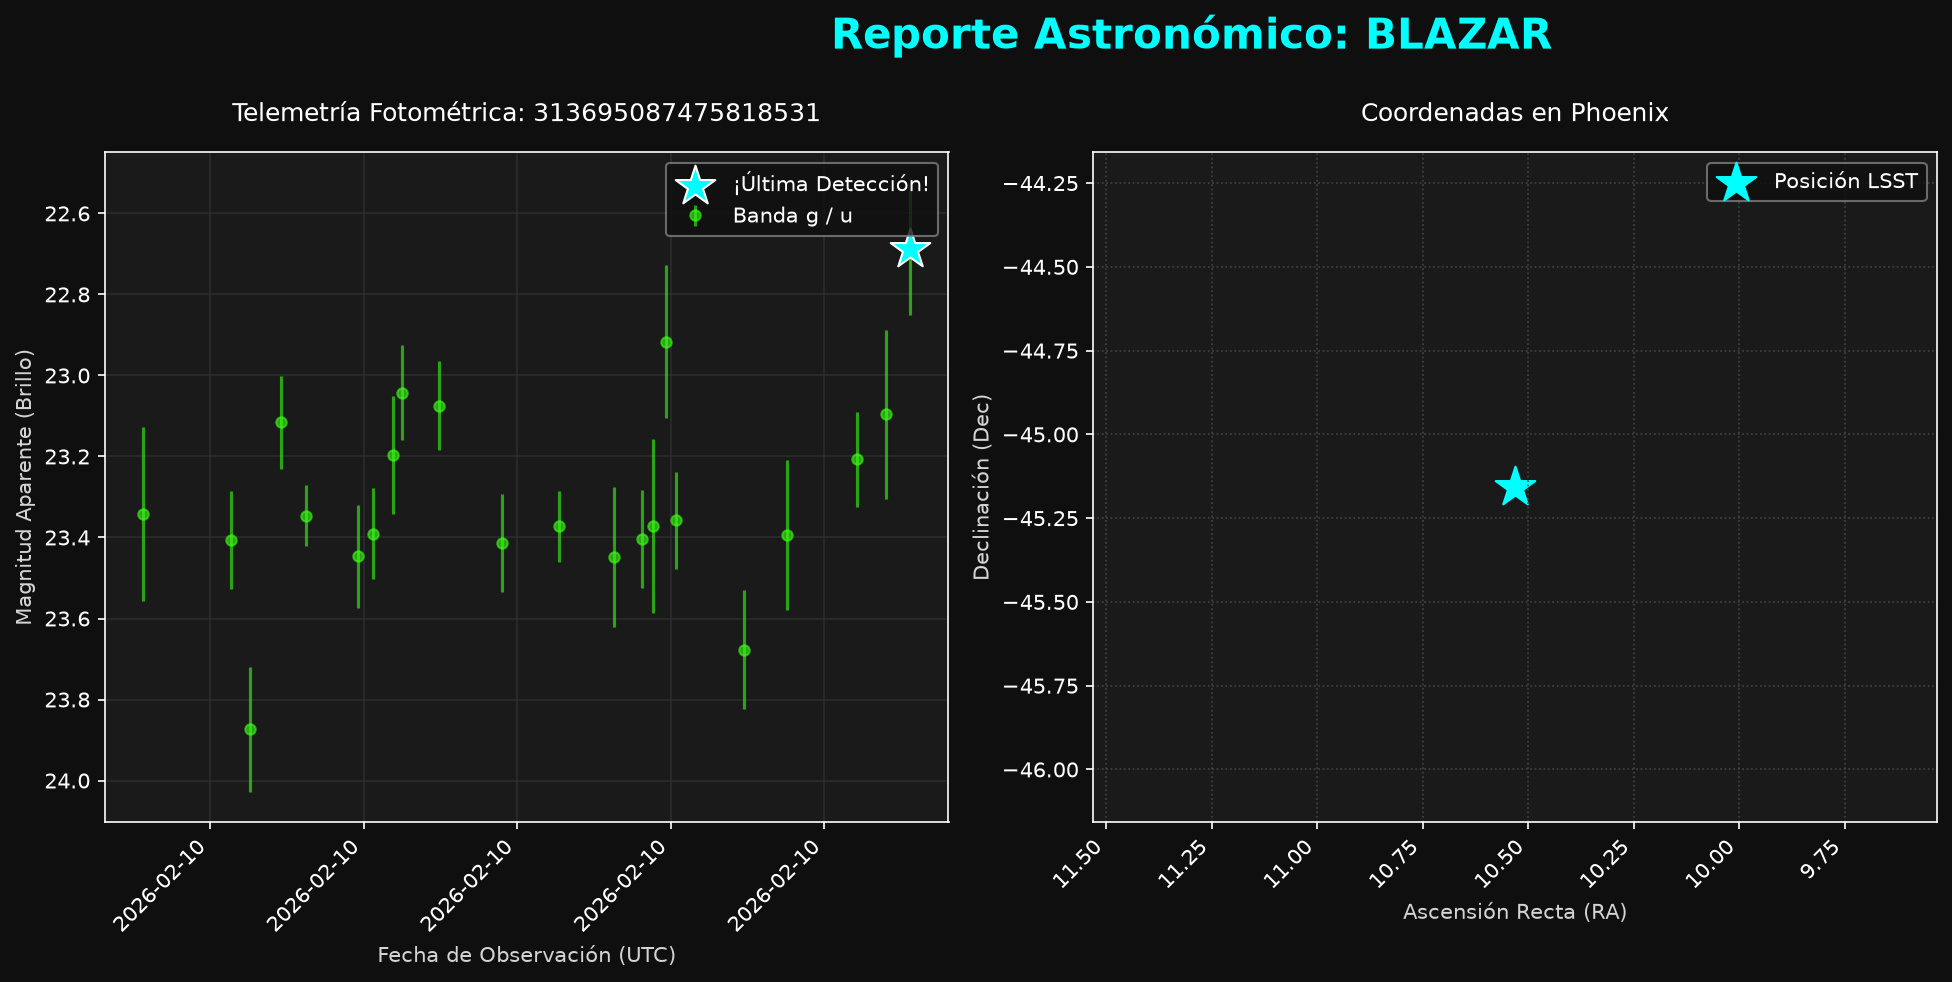 Reporte Astronómico: BLAZAR
Telemetría Fotométrica: 313695087475818531
¡Última Detección!
Banda g / u
Magnitud Aparente (Brillo)
22.6
22.8
23.0
23.2
23.4
23.6
23.8
24.0
2026-02-10
2026-02-10
2026-02-10
2026-02-10
2026-02-10
Fecha de Observación (UTC)
Coordenadas en Phoenix
Posición LSST
Declinación (Dec)
−44.25
−44.50
−44.75
−45.00
−45.25
−45.50
−45.75
−46.00
11.50
11.25
11.00
10.75
10.50
10.25
10.00
9.75
Ascensión Recta (RA)